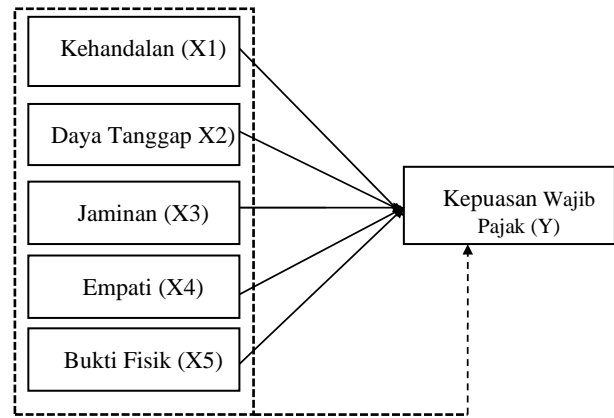 Kehandalan (X1)
Daya Tanggap X2)
Jaminan (X3)
Empati (X4)
Bukti Fisik (X5)
Kepuasan Wajib
Pajak (Y)